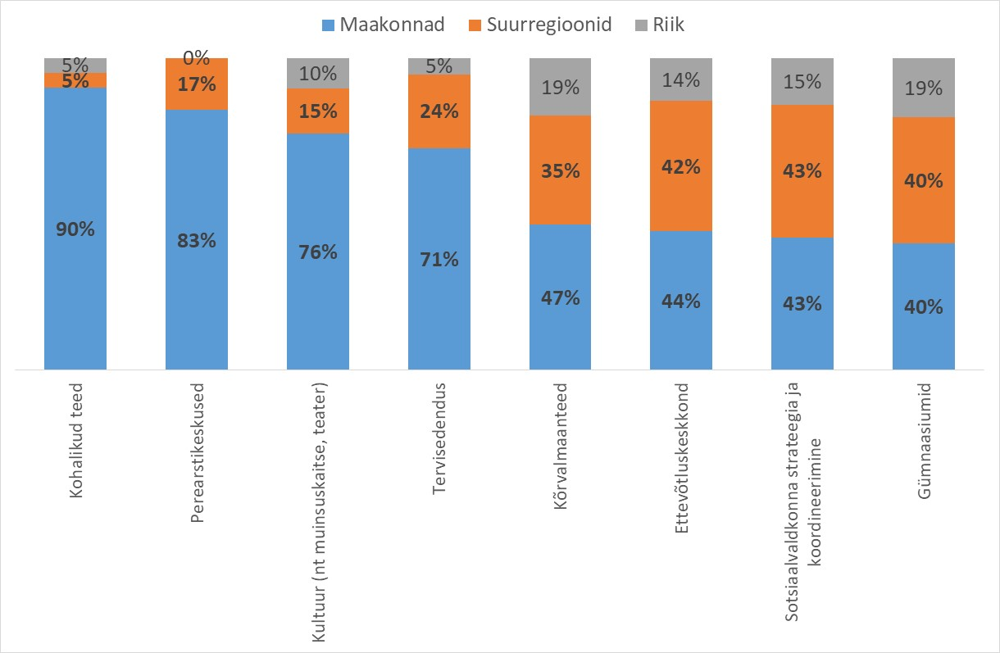 Maakonnad Suurregioonid Riik
5% 0% 10% 5% 19% 14% 15% 19%
5% 17% 15% 24% 35% 42% 43% 40%
90% 83% 76% 71% 47% 44% 43% 40%
Kohalikud teed
Perearstikeskused
Kultuur (nt muinsuskaitse, teater)
Tervisedendus
Kõrvalmaanteed
Ettevõtluskeskkond
Sotsiaalvaldkonna strateegia ja
koordineerimine
Gümnaasiumid